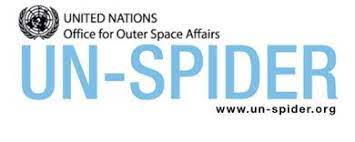 UNITED NATIONS
Office for Outer Space Affairs
UN-SPIDER
www.un-spider.org